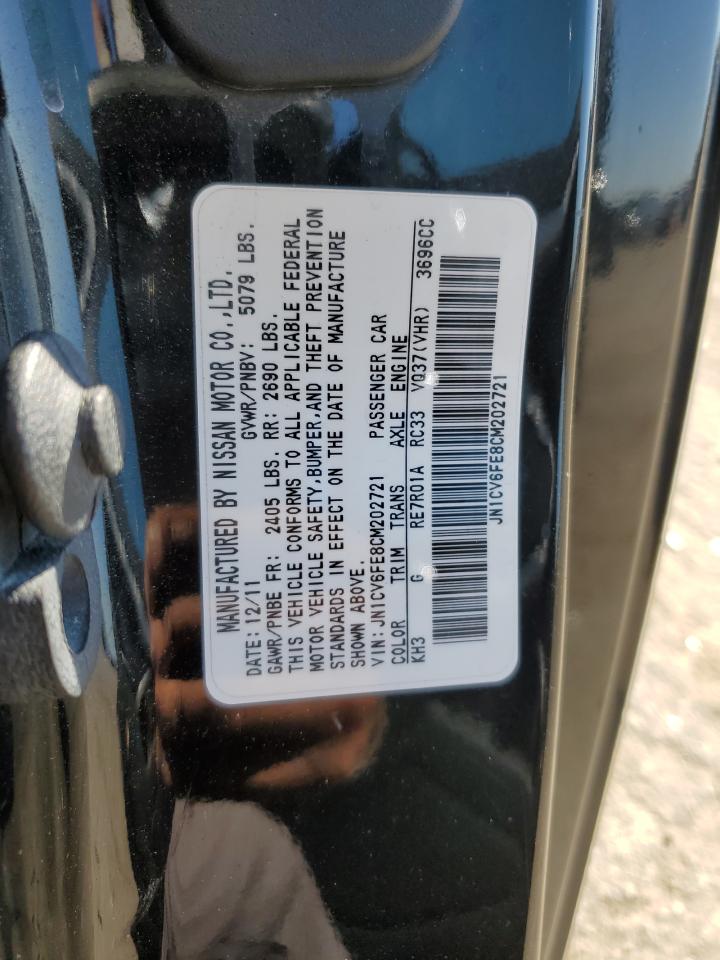 MANUFACTURED BY NISSAN MOTOR CO.,LTD.
DATE: 12/11 GVWR/PNBV: 5079 LBS.
GAWR/PNBE FR: 2405 LBS. RR: 2690 LBS.
THIS VEHICLE CONFORMS TO ALL APPLICABLE FEDERAL
MOTOR VEHICLE SAFETY,BUMPER,AND THEFT PREVENTION
STANDARDS IN EFFECT ON THE DATE OF MANUFACTURE
SHOWN ABOVE.
VIN: JN1CV6FE8CM202721 PASSENGER CAR
COLOR TRIM TRANS AXLE ENGINE
KH3 G RE7R01A RC33 VQ37(VHR) 3696CC
JN1CV6FE8CM202721